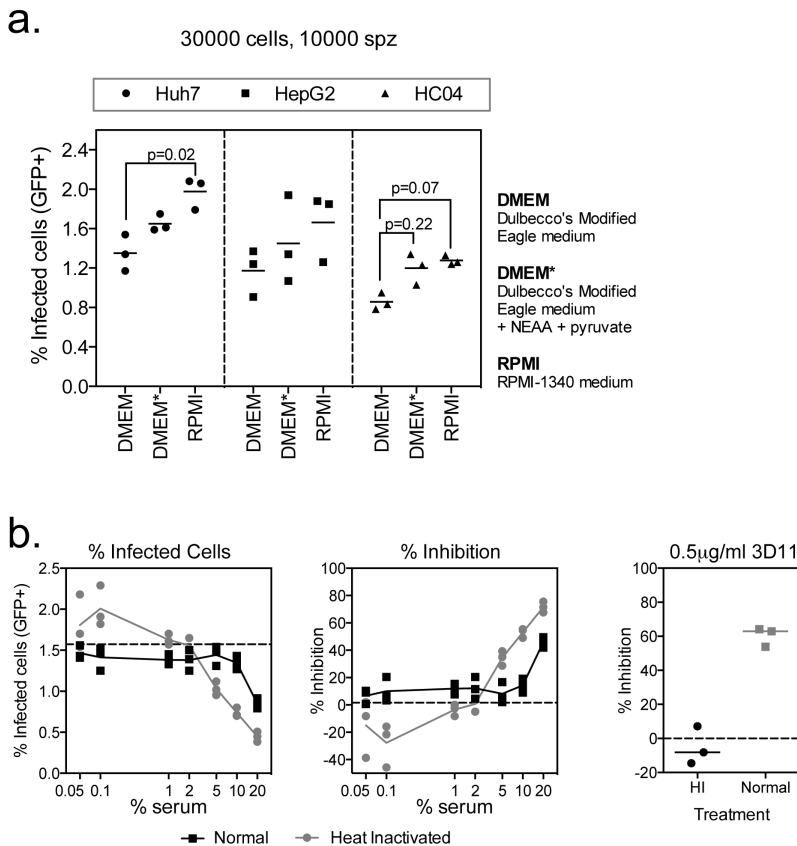 a.
30000 cells, 10000 spz
Huh7 HepG2 HC04
% Infected cells (GFP+)
2.4
2.0
1.6
1.2
0.8
0.4
0.0
p=0.02
p=0.07
p=0.22
DMEM DMEM* RPMI DMEM DMEM* RPMI DMEM DMEM* RPMI
DMEM
Dulbecco's Modified
Eagle medium
DMEM*
Dulbecco's Modified
Eagle medium
+ NEAA + pyruvate
RPMI
RPMI-1340 medium
b.
% Infected Cells
% Infected cells (GFP+)
2.5
2.0
1.5
1.0
0.5
0.0
0.05 0.1 1 2 5 10 20
% serum
% Inhibition
% Inhibition
100
80
60
40
20
0
-20
-40
0.05 0.1 1 2 5 10 20
% serum
Normal Heat Inactivated
0.5µg/ml 3D11
% Inhibition
100
80
60
40
20
0
-20
HI Normal
Treatment